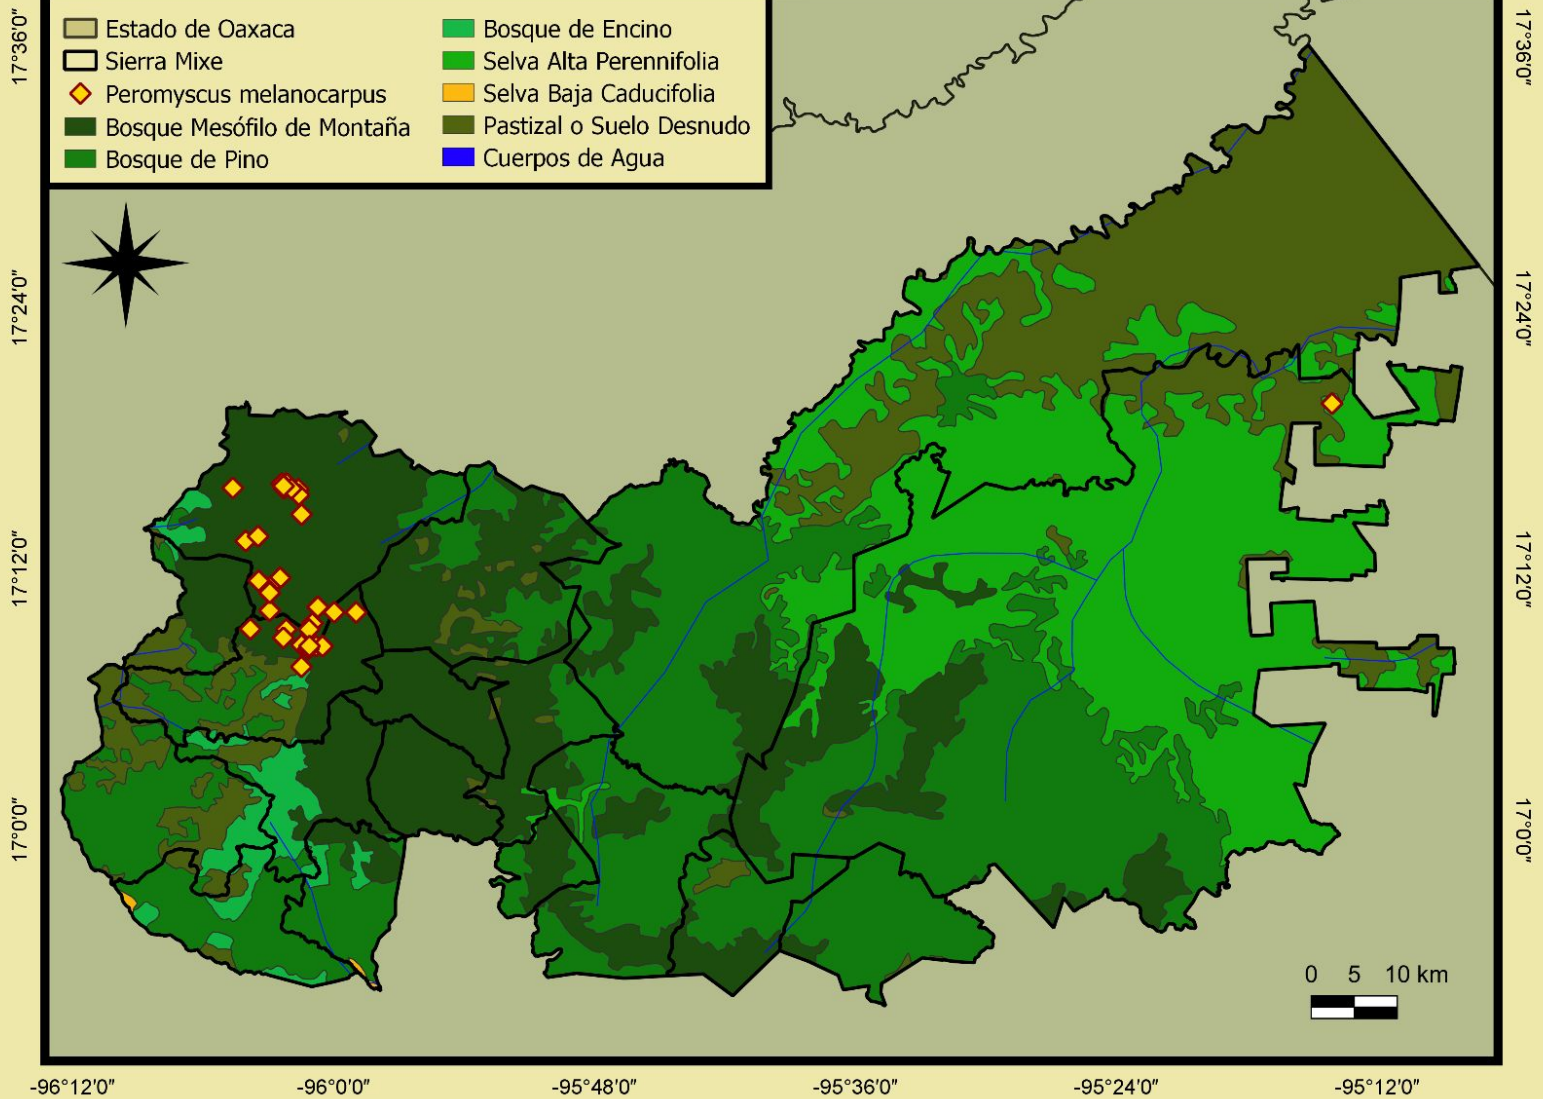 Estado de Oaxaca
Sierra Mixe
Peromyscus melanocarpus
Bosque Mesófilo de Montaña
Bosque de Pino
Bosque de Encino
Selva Alta Perennifolia
Selva Baja Caducifolia
Pastizal o Suelo Desnudo
Cuerpos de Agua
17°36'0"
17°24'0"
17°12'0"
17°0'0"
17°36'0"
17°24'0"
17°12'0"
17°0'0"
0 5 10 km
-96°12'0" -96°0'0" -95°48'0" -95°36'0" -95°24'0" -95°12'0"